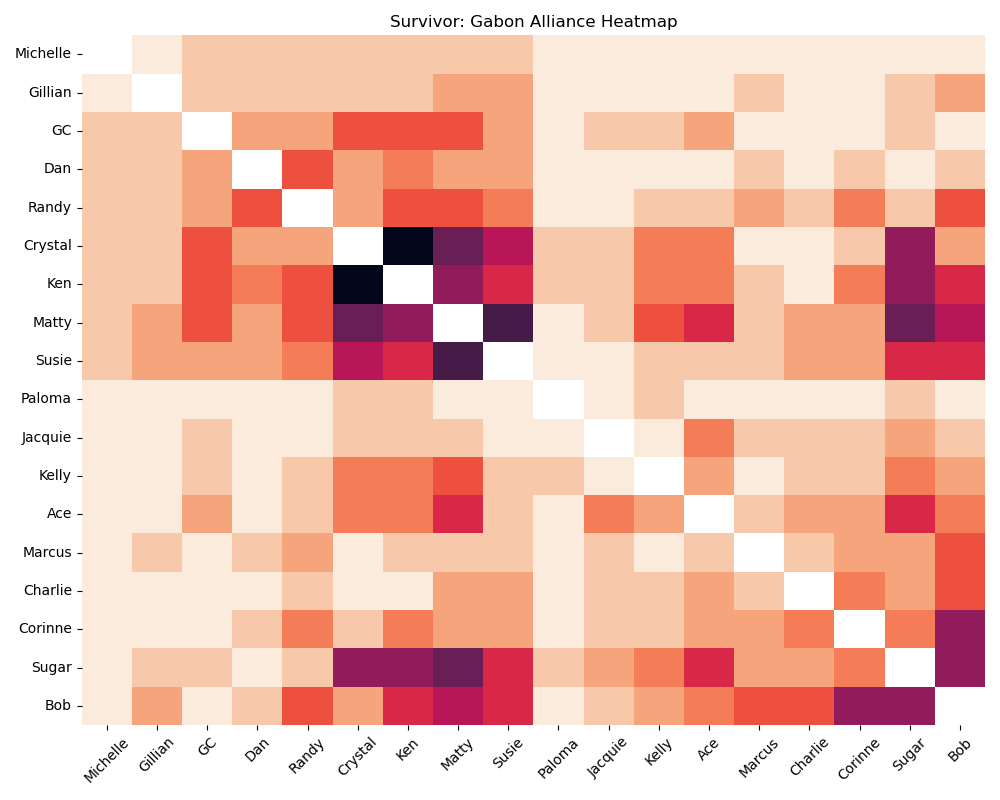 Survivor: Gabon Alliance Heatmap
Michelle
Gillian
GC
Dan
Randy
Crystal
Ken
Matty
Susie
Paloma
Jacquie
Kelly
Ace
Marcus
Charlie
Corinne
Sugar
Bob
Michelle Gillian GC Dan Randy Crystal Ken Matty Susie Paloma Jacquie Kelly Ace Marcus Charlie Corinne Sugar Bob